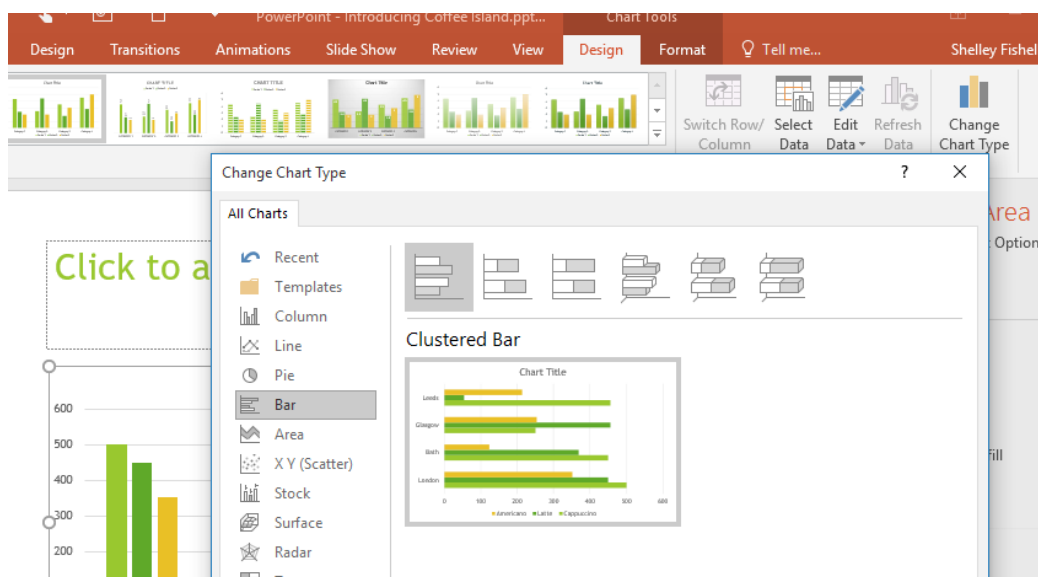 PowerPoint - Introducing Coffee Island.ppt...
Chart Tools
Design Transitions Animations Slide Show Review View Design Format Tell me... Shelley Fishel
Switch Row/ Column
Select Data
Edit Data
Refresh Data
Change Chart Type
Change Chart Type ? 
All Charts
Recent
Templates
Column
Line
Pie
Bar
Area
X Y (Scatter)
Stock
Surface
Radar
Clustered Bar
Chart Title
Leeds
Glasgow
Bath
London
0 100 200 300 400 500 600
Americano Latte Cappuccino
Click to a
600
500
400
300
200
Area
Option
fill